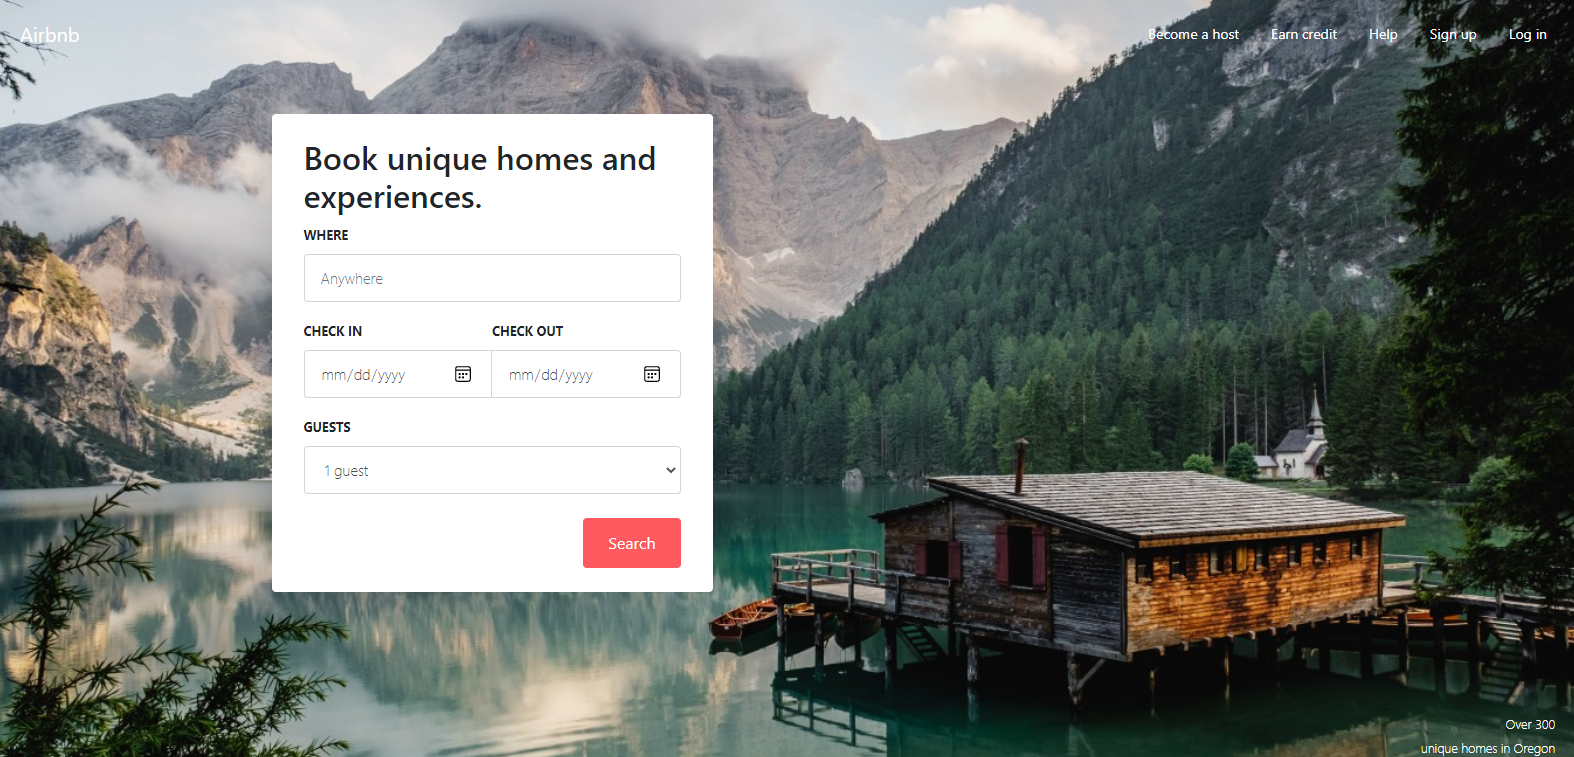 Airbnb
Become a host
Earn credit
Help
Sign up
Log in
Book unique homes and
experiences.
WHERE
Anywhere
CHECK IN
CHECK OUT
mm/dd/yyyy
mm/dd/yyyy
GUESTS
1 guest
Search
Over 300
unique homes in Oregon